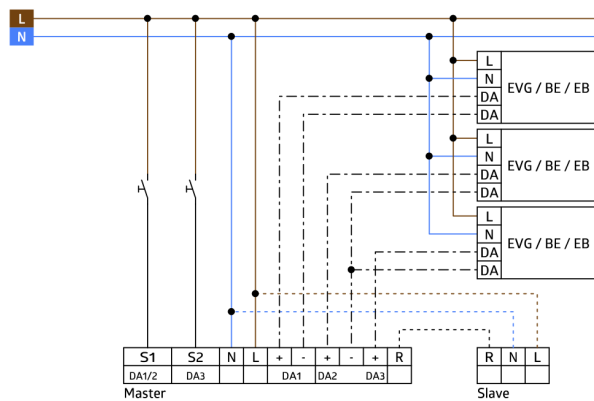 L
N
L
N EVG / BE / EB
DA
DA
L
N EVG / BE / EB
DA
DA
L
N EVG / BE / EB
DA
DA
S1 S2 N L + - + - + R R N L
DA1/2 DA3 DA1 DA2 DA3
Master Slave